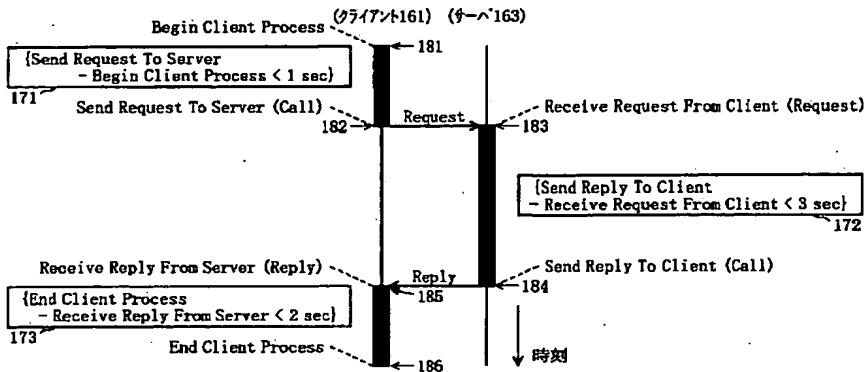 (クライアント161) (サーバ163)
Begin Client Process
181
{Send Request To Server
- Begin Client Process < 1 sec}
171
Send Request To Server (Call)
182
Request
183
Receive Request From Client (Request)
{Send Reply To Client
- Receive Request From Client < 3 sec}
172
Receive Reply From Server (Reply)
Reply
185
184
Send Reply To Client (Call)
{End Client Process
- Receive Reply From Server < 2 sec}
173
End Client Process
186
時刻